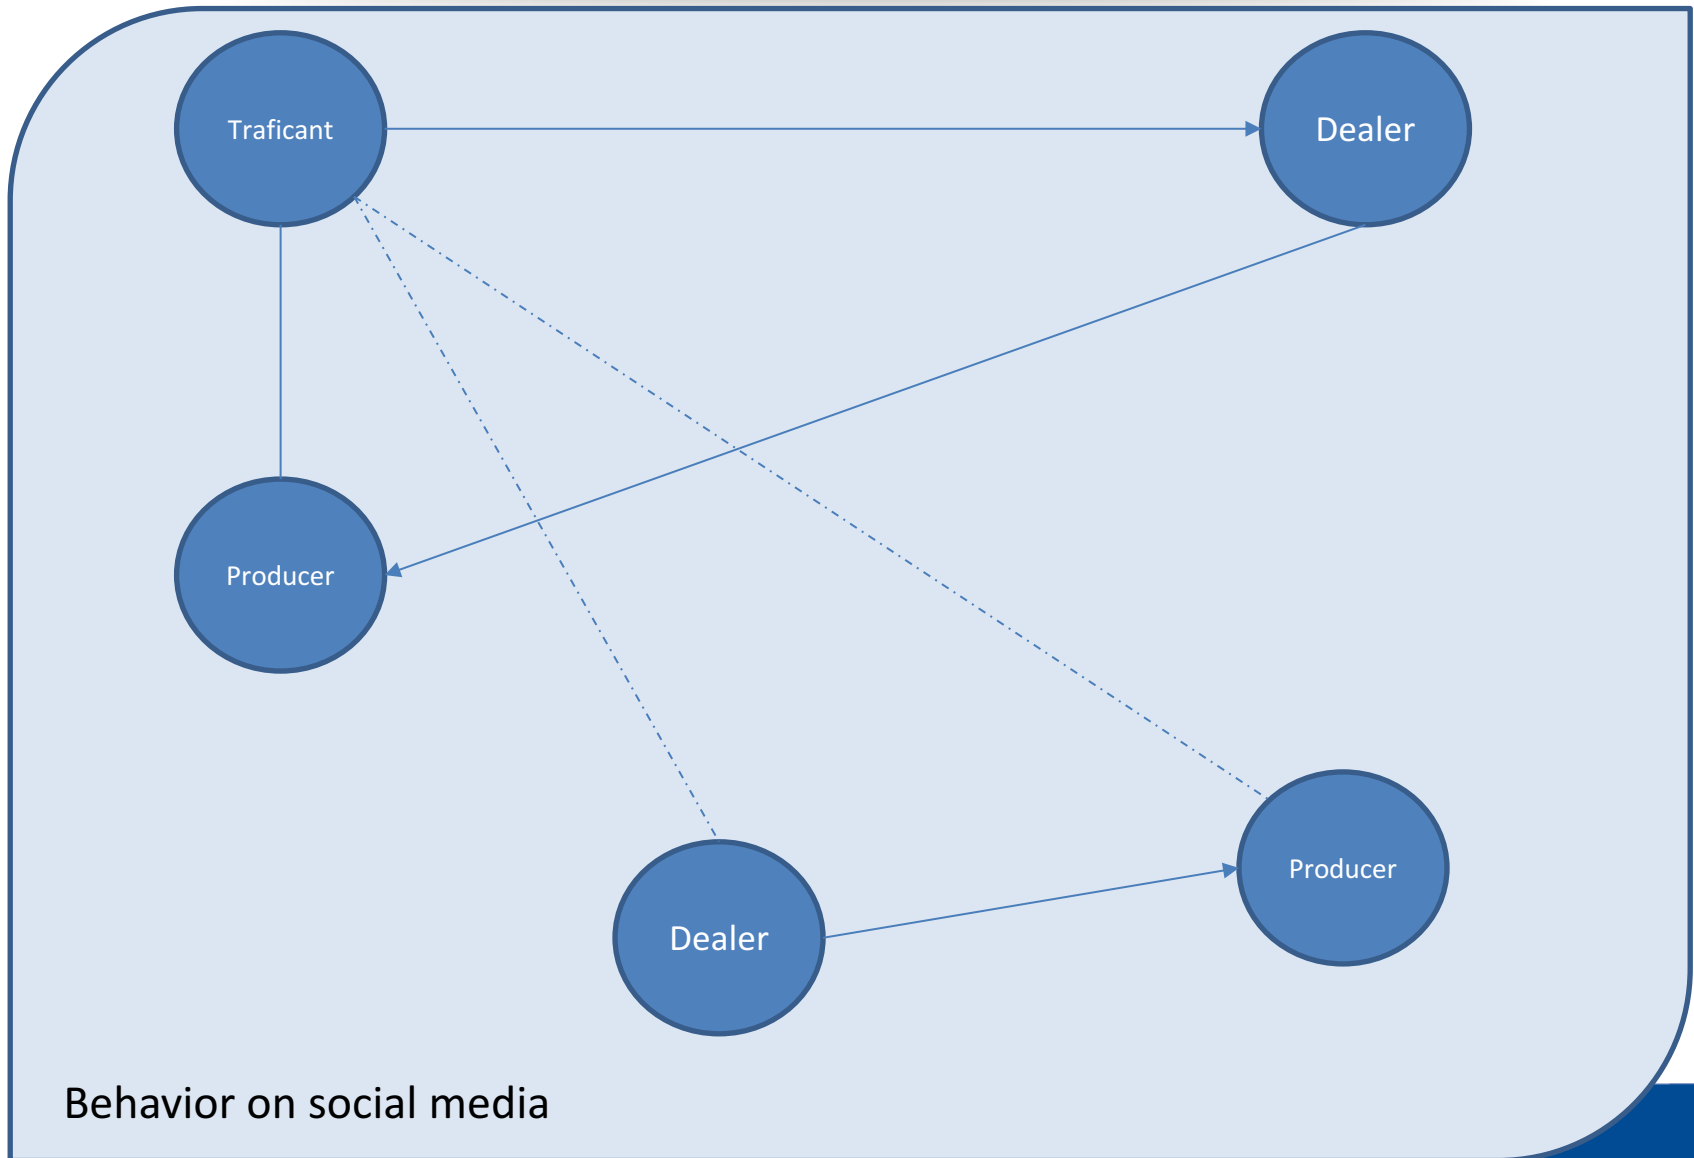 Traficant
Dealer
Producer
Producer
Dealer
Behavior on social media